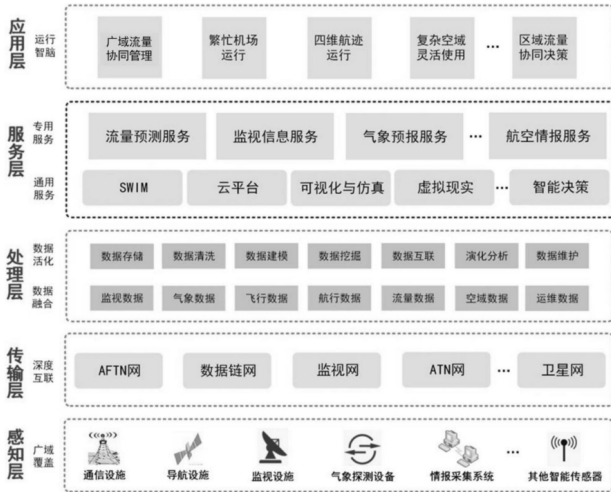 应用层
运行
智脑
广域流量
协同管理
繁忙机场
运行
四维航迹
运行
复杂空域
灵活使用
...
区域流量
协同决策
服务层
专用
服务
流量预测服务
监视信息服务
气象预报服务
...
航空情报服务
通用
服务
SWIM
云平台
可视化与仿真
虚拟现实
...
智能决策
处理层
数据
活化
数据存储
数据清洗
数据建模
数据挖掘
数据互联
演化分析
数据维护
数据
融合
监视数据
气象数据
飞行数据
航行数据
流量数据
空域数据
运维数据
传输层
深度
互联
AFTN网
数据链网
监视网
ATN网
...
卫星网
感知层
广域
覆盖
通信设施
导航设施
监视设施
气象探测设备
情报采集系统
...
其他智能传感器